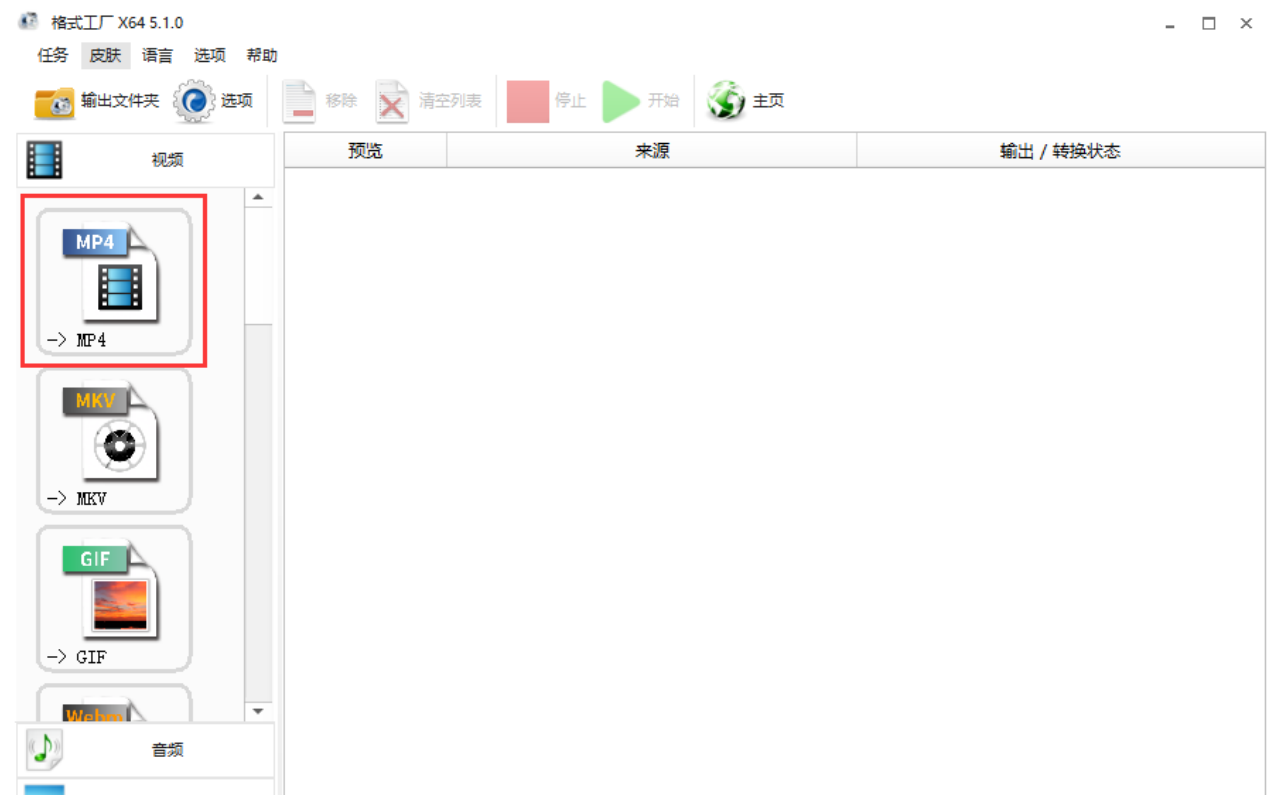 格式工厂 X64 5.1.0
任务 皮肤 语言 选项 帮助
输出文件夹 选项 移除 清空列表 停止 开始 主页
视频 预览 来源 输出 / 转换状态
MP4
-> MP4
MKV
-> MKV
GIF
-> GIF
Webm
音频